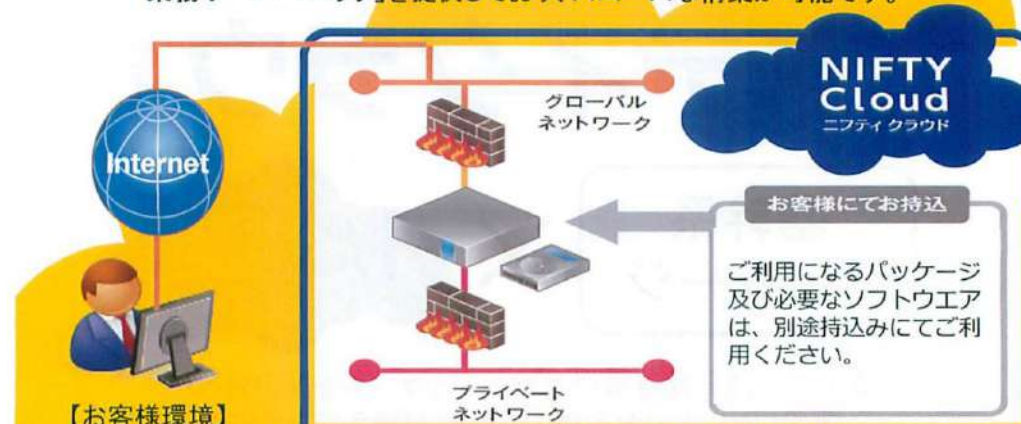 グローバル
ネットワーク
NIFTY
Cloud
ニフティクラウド
Internet
お客様にてお持込
ご利用になるパッケージ
及び必要なソフトウエア
は、別途持込みにてご利
用ください。
プライベート
ネットワーク
【お客様環境】